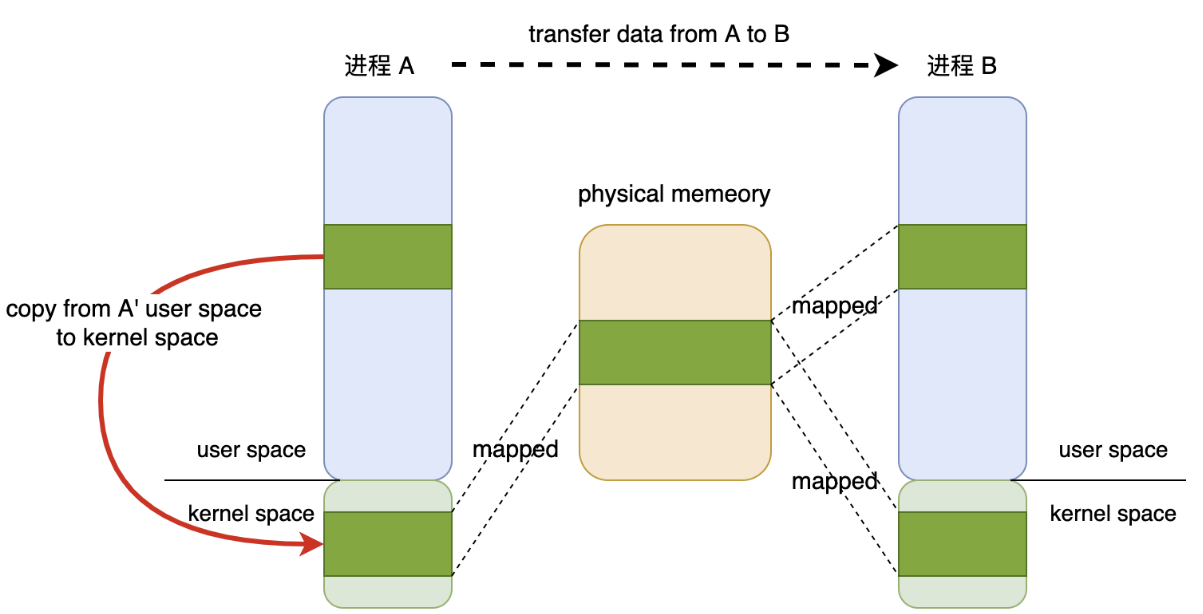 transfer data from A to B
进程 A
进程 B
physical memeory
copy from A' user space
to kernel space
mapped
mapped
mapped
user space
kernel space
user space
kernel space